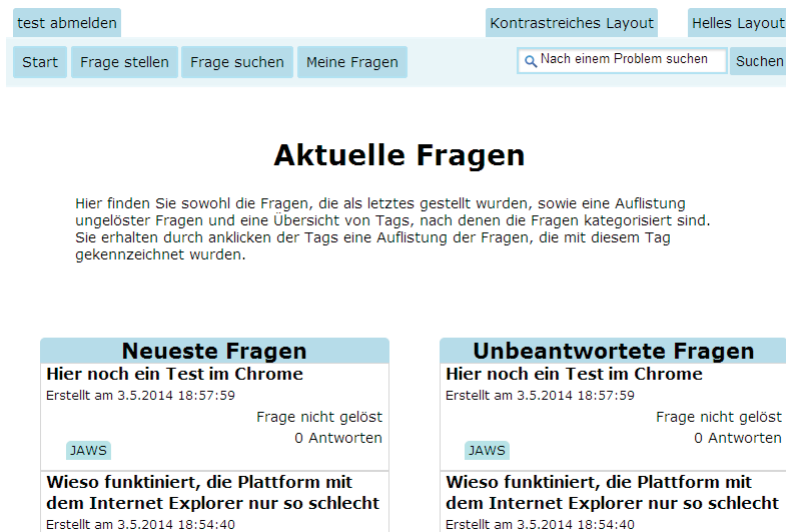 test abmelden
Kontrastreiches Layout
Helles Layout
Start
Frage stellen
Frage suchen
Meine Fragen
Nach einem Problem suchen
Suchen
Aktuelle Fragen
Hier finden Sie sowohl die Fragen, die als letztes gestellt wurden, sowie eine Auflistung
ungelöster Fragen und eine Übersicht von Tags, nach denen die Fragen kategorisiert sind.
Sie erhalten durch anklicken der Tags eine Auflistung der Fragen, die mit diesem Tag
gekennzeichnet wurden.
Neueste Fragen
Hier noch ein Test im Chrome
Erstellt am 3.5.2014 18:57:59
Frage nicht gelöst
0 Antworten
JAWS
Wieso funktiniert, die Plattform mit
dem Internet Explorer nur so schlecht
Erstellt am 3.5.2014 18:54:40
Unbeantwortete Fragen
Hier noch ein Test im Chrome
Erstellt am 3.5.2014 18:57:59
Frage nicht gelöst
0 Antworten
JAWS
Wieso funktiniert, die Plattform mit
dem Internet Explorer nur so schlecht
Erstellt am 3.5.2014 18:54:40